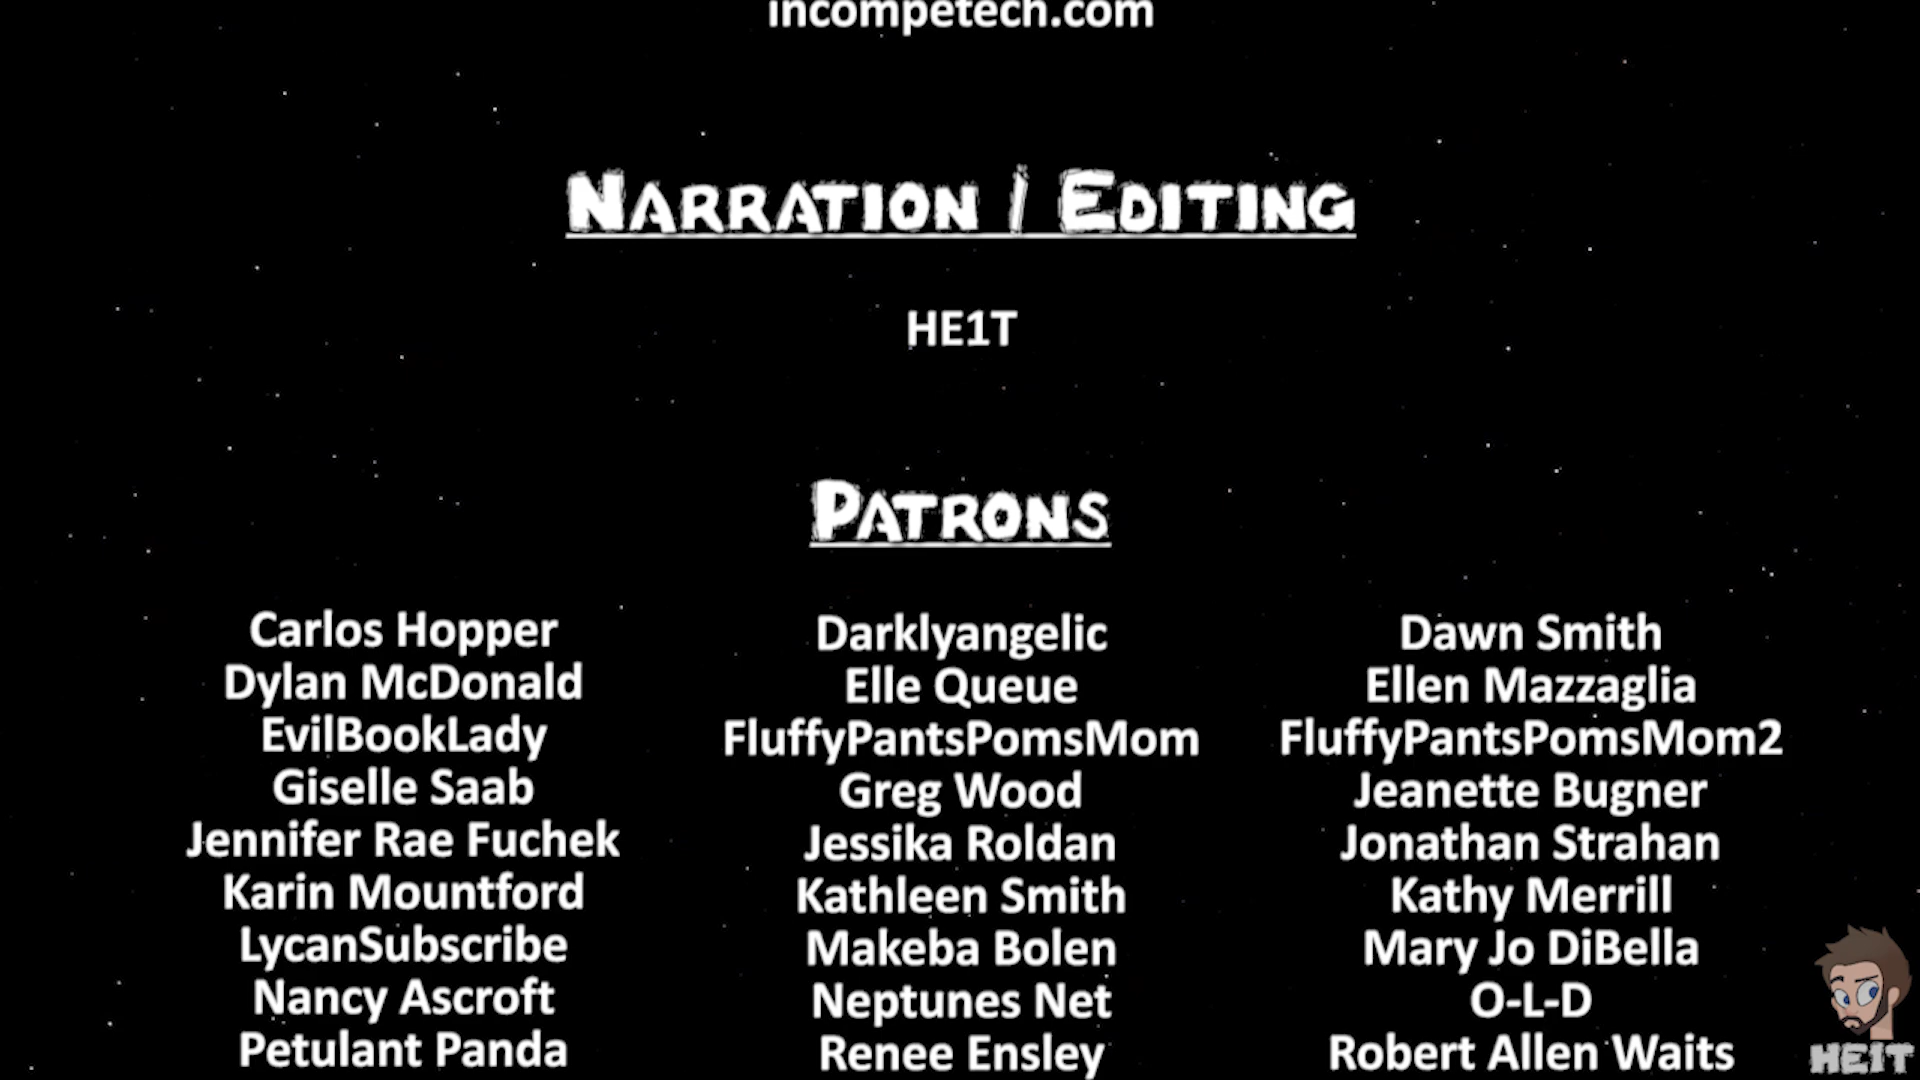 incompetech.com
NARRATION / EDITING
HE1T
PATRONS
Carlos Hopper
Dylan McDonald
EvilBookLady
Giselle Saab
Jennifer Rae Fuchek
Karin Mountford
LycanSubscribe
Nancy Ascroft
Petulant Panda
Darklyangelic
Elle Queue
FluffyPantsPomsMom
Greg Wood
Jessika Roldan
Kathleen Smith
Makeba Bolen
Neptunes Net
Renee Ensley
Dawn Smith
Ellen Mazzaglia
FluffyPantsPomsMom2
Jeanette Bugner
Jonathan Strahan
Kathy Merrill
Mary Jo DiBella
O-L-D
Robert Allen Waits
HE1T